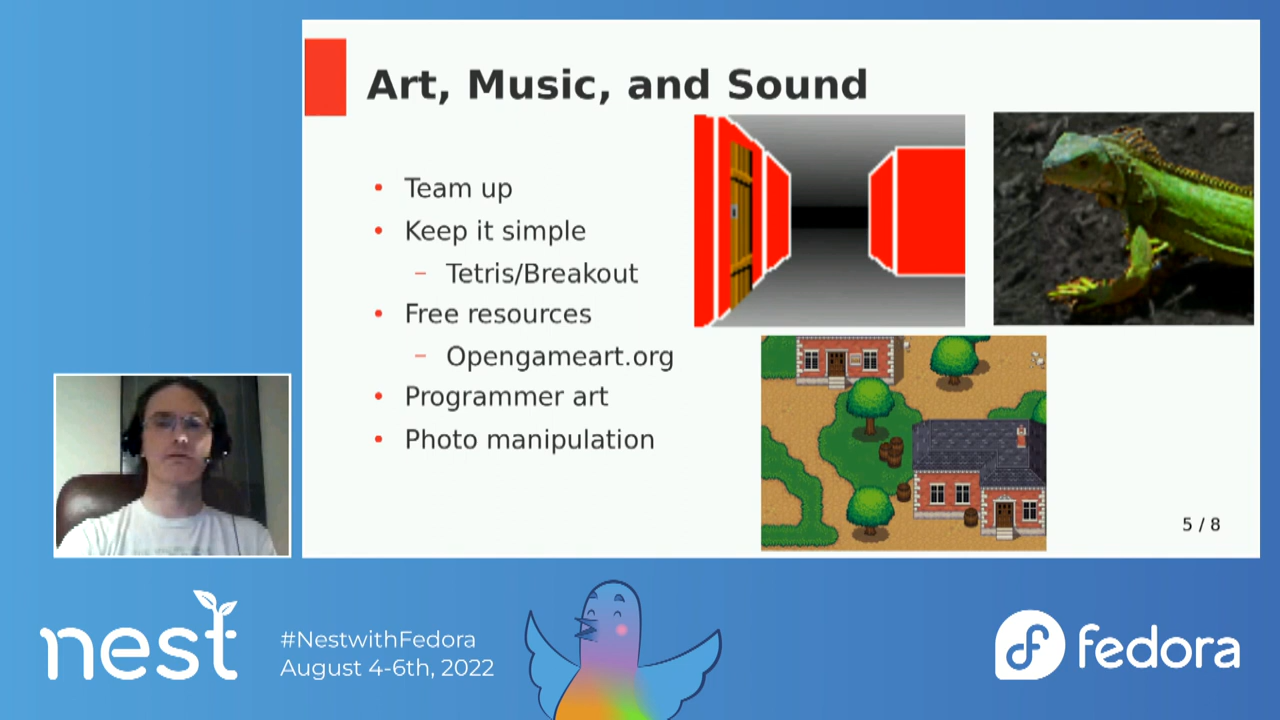 Art, Music, and Sound
• Team up
• Keep it simple
– Tetris/Breakout
• Free resources
– Opengameart.org
• Programmer art
• Photo manipulation
5 / 8
nest
#NestwithFedora
August 4-6th, 2022
fedora